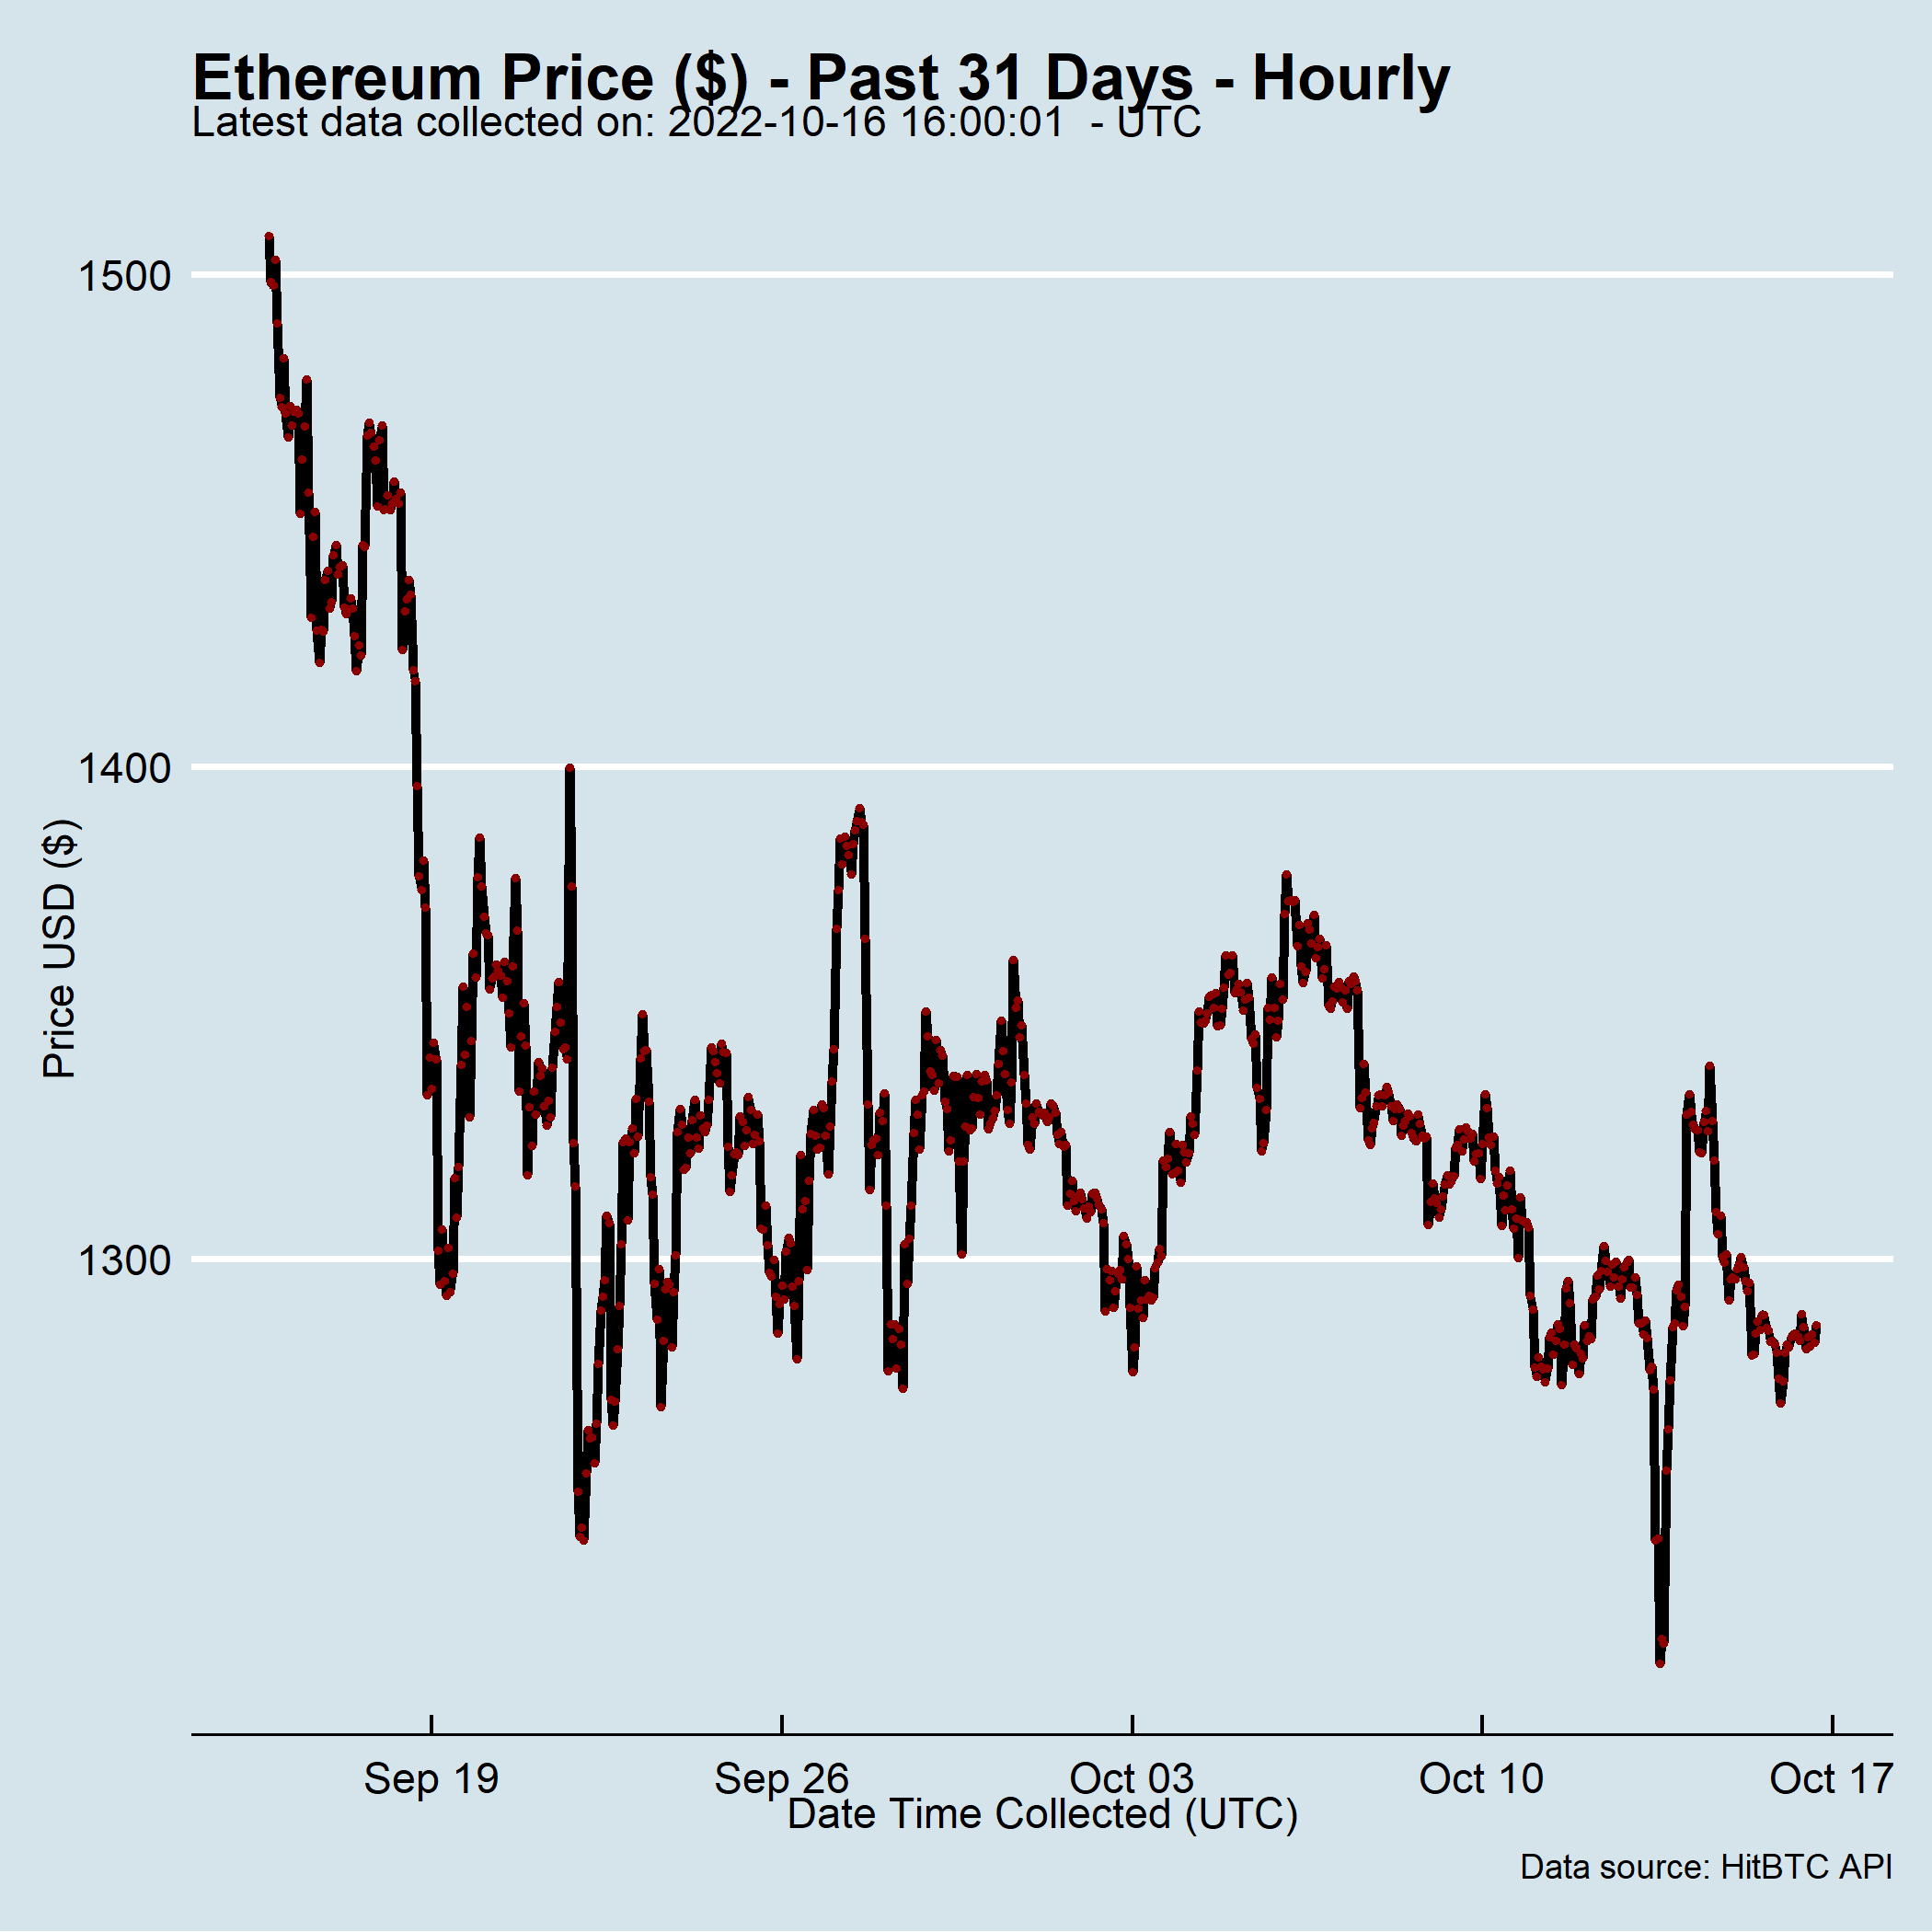 Ethereum Price ($) - Past 31 Days - Hourly
Latest data collected on: 2022-10-16 16:00:01  - UTC
1500
1400
1300
Price USD ($)
Sep 19
Sep 26
Oct 03
Oct 10
Oct 17
Date Time Collected (UTC)
Data source: HitBTC API